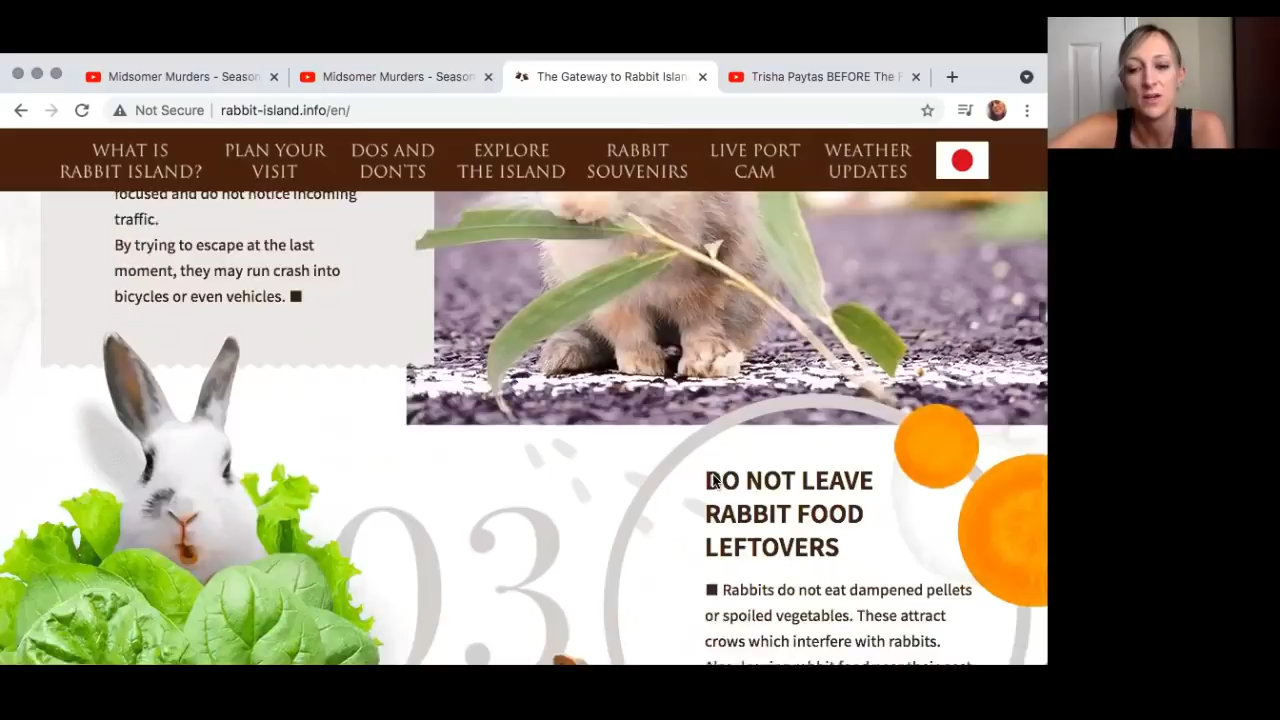 Midsomer Murders - Season
Midsomer Murders - Seaso
The Gateway to Rabbit Islan
Trisha Paytas BEFORE The F
Not Secure
rabbit-island.info/en/
WHAT IS
RABBIT ISLAND?
PLAN YOUR
VISIT
DOS AND
DON'TS
EXPLORE
THE ISLAND
RABBIT
SOUVENIRS
LIVE PORT
CAM
WEATHER
UPDATES
focused and do not notice incoming
traffic.
By trying to escape at the last
moment, they may run crash into
bicycles or even vehicles. ■
03
DO NOT LEAVE
RABBIT FOOD
LEFTOVERS
■ Rabbits do not eat dampened pellets
or spoiled vegetables. These attract
crows which interfere with rabbits.